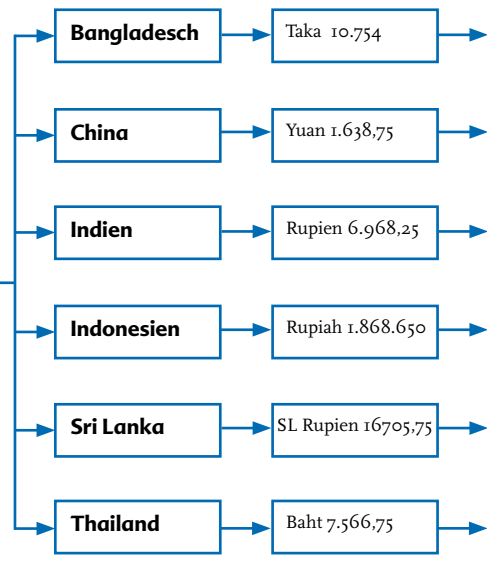 Bangladesch
Taka 10.754
China
Yuan 1.638,75
Indien
Rupien 6.968,25
Indonesien
Rupiah 1.868.650
Sri Lanka
SL Rupien 16705,75
Thailand
Baht 7.566,75